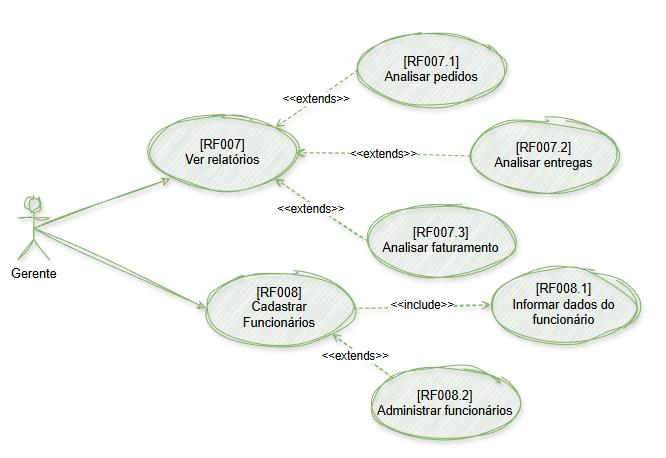 [RF007.1]
Analisar pedidos
<<extends>>
[RF007]
Ver relatórios
<<extends>>
[RF007.2]
Analisar entregas
<<extends>>
[RF007.3]
Analisar faturamento
Gerente
[RF008]
Cadastrar
Funcionários
<<include>>
[RF008.1]
Informar dados do
funcionário
<<extends>>
[RF008.2]
Administrar funcionários